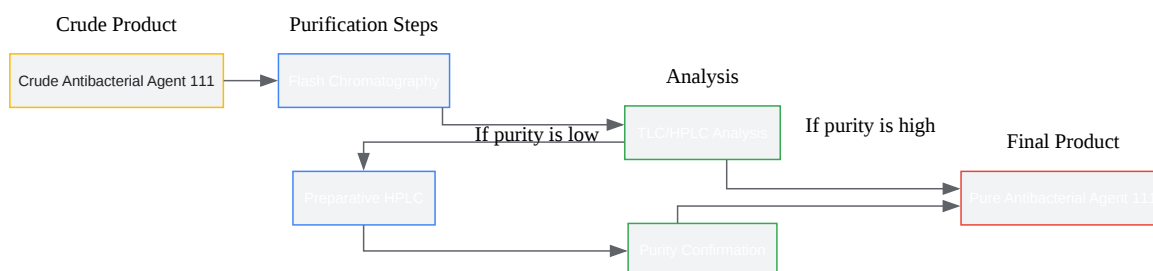 Crude Product
Purification Steps
Crude Antibacterial Agent 111
Flash Chromatography
Analysis
If purity is low
TLC/HPLC Analysis
If purity is high
Final Product
Preparative HPLC
Pure Antibacterial Agent 111
Purity Confirmation